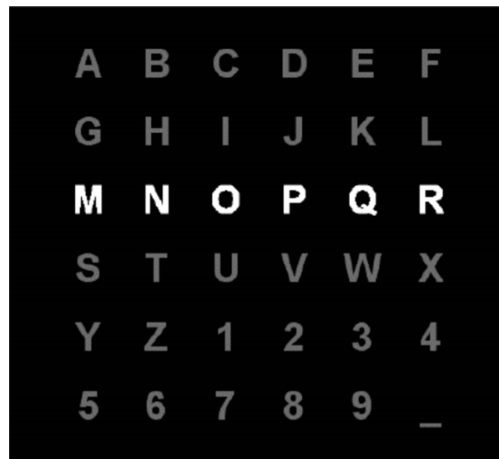 A B C D E F
G H I J K L
M N O P Q R
S T U V W X
Y Z 1 2 3 4
5 6 7 8 9 _